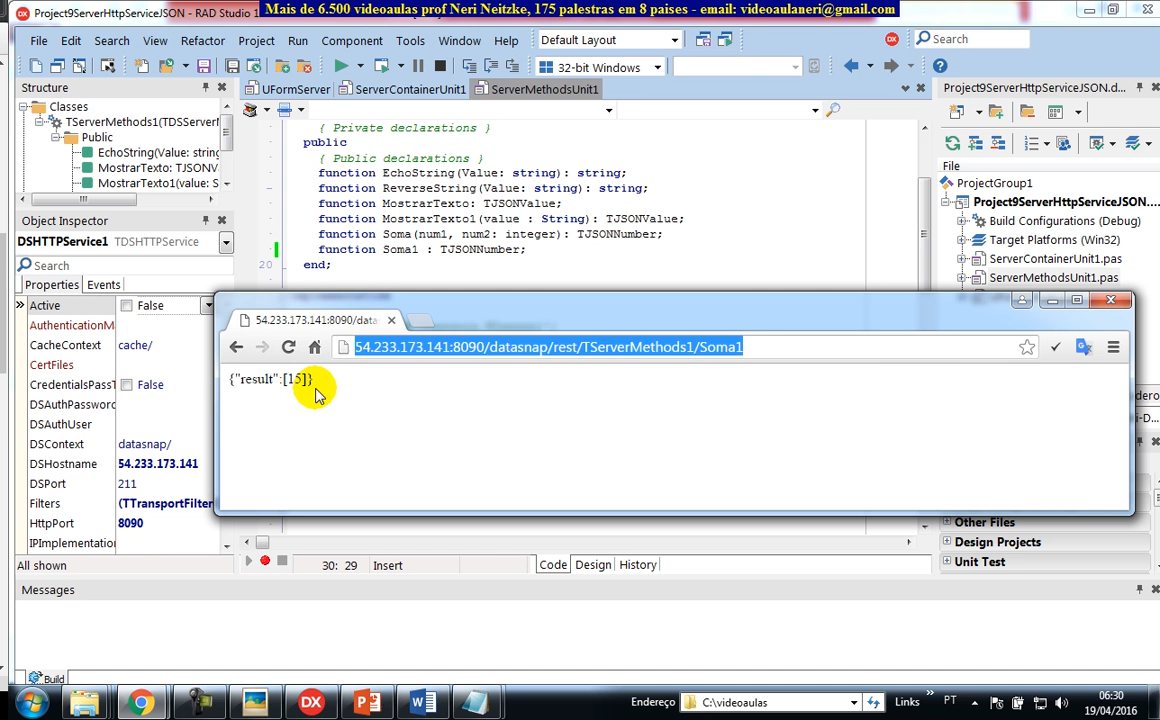 Project9ServerHttpServiceJSON - RAD Studio 1
Mais de 6.500 videoaulas prof Neri Neitzke, 175 palestras em 8 paises - email: videoaulaneri@gmail.com
File Edit Search View Refactor Project Run Component Tools Window Help
Default Layout
Search
32-bit Windows
Structure
Classes
TServerMethods1(TDSServerM
Public
EchoString(Value: string
MostrarTexto: TJSONV
MostrarTexto1(value: S
Object Inspector
DSHTTPService1 TDSHTTPService
Search
Properties Events
Active False
AuthenticationM
CacheContext cache/
CertFiles
CredentialsPassT False
DSAuthPassword
DSAuthUser
DSContext datasnap/
DSHostname 54.233.173.141
DSPort 211
Filters (TTransportFilter
HttpPort 8090
IPImplementation
All shown
UFormServer ServerContainerUnit1 ServerMethodsUnit1
{ Private declarations }
public
{ Public declarations }
function EchoString(Value: string): string;
function ReverseString(Value: string): string;
function MostrarTexto: TJSONValue;
function MostrarTexto1(value : String): TJSONValue;
function Soma(num1, num2: integer): TJSONNumber;
function Soma1 : TJSONNumber;
20 end;
54.233.173.141:8090/data
54.233.173.141:8090/datasnap/rest/TServerMethods1/Soma1
{"result":[15]}
30: 29 Insert
Code Design History
Project9ServerHttpServiceJSON.d...
File
ProjectGroup1
Project9ServerHttpServiceJSON....
Build Configurations (Debug)
Target Platforms (Win32)
ServerContainerUnit1.pas
ServerMethodsUnit1.pas
Other Files
Design Projects
Unit Test
Messages
Build
DX
Endereço C:\videoaulas
Links
PT
06:30
19/04/2016